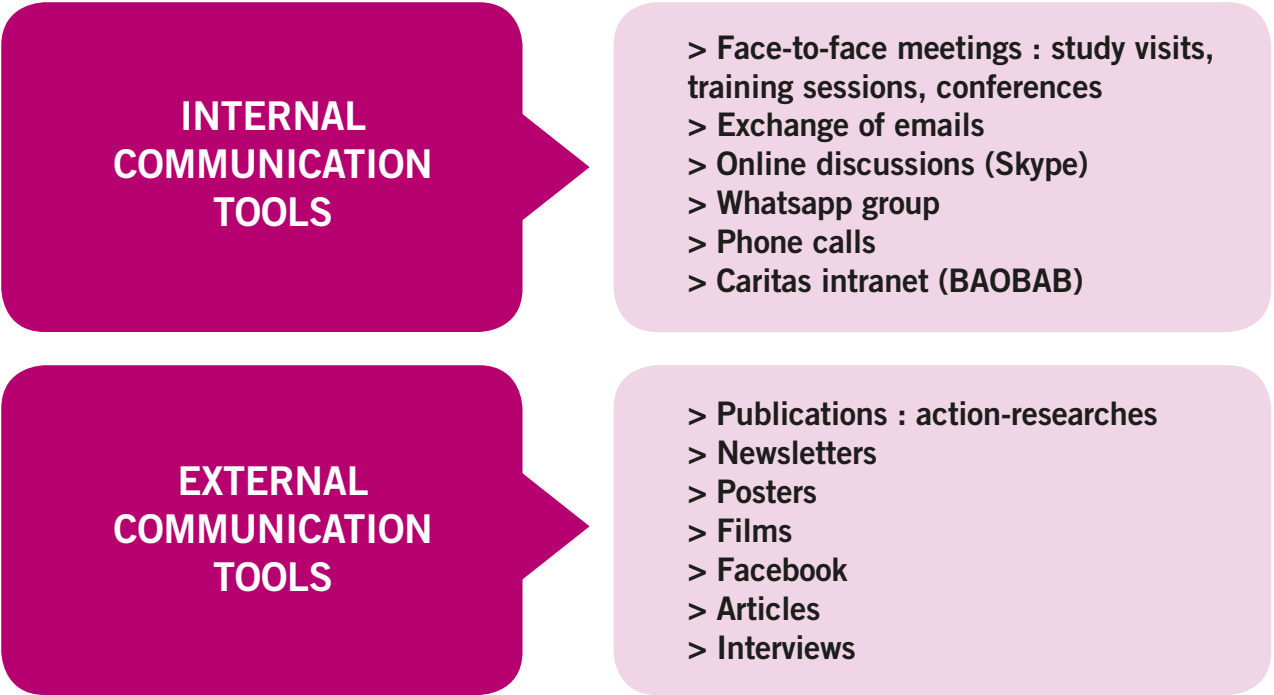 INTERNAL
COMMUNICATION
TOOLS
> Face-to-face meetings : study visits,
training sessions, conferences
> Exchange of emails
> Online discussions (Skype)
> Whatsapp group
> Phone calls
> Caritas intranet (BAOBAB)
EXTERNAL
COMMUNICATION
TOOLS
> Publications : action-researches
> Newsletters
> Posters
> Films
> Facebook
> Articles
> Interviews